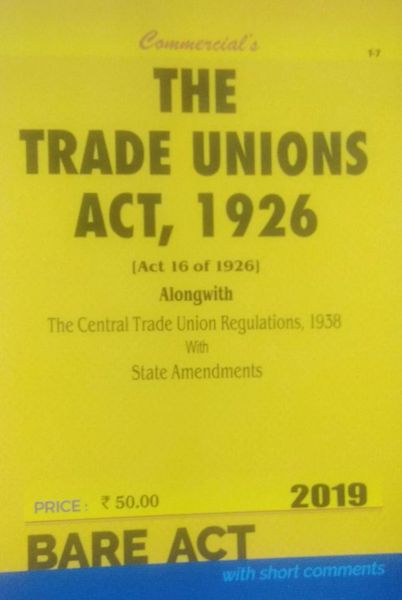 Commercial's
T-7
THE
TRADE UNIONS
ACT, 1926
[Act 16 of 1926]
Alongwith
The Central Trade Union Regulations, 1938
With
State Amendments
PRICE : ₹ 50.00
2019
BARE ACT
with short comments